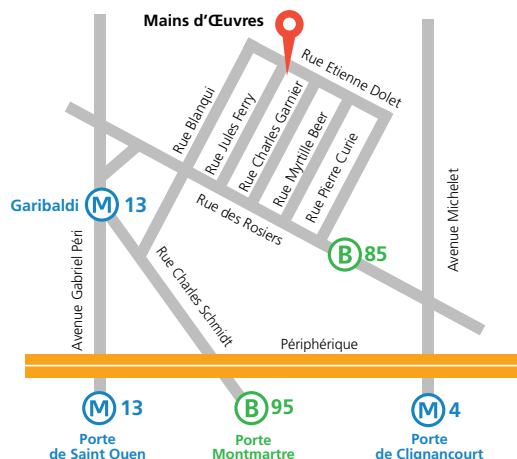 Mains d’Œuvres
Rue Etienne Dolet
Rue Blanqui
Rue Jules Ferry
Rue Charles Garnier
Rue Myrtille Beer
Rue Pierre Curie
Garibaldi M 13
Rue des Rosiers
B 85
Avenue Michelet
Avenue Gabriel Péri
Rue Charles Schmidt
Périphérique
M 13
Porte
de Saint Ouen
B 95
Porte
Montmartre
M 4
Porte
de Clignancourt